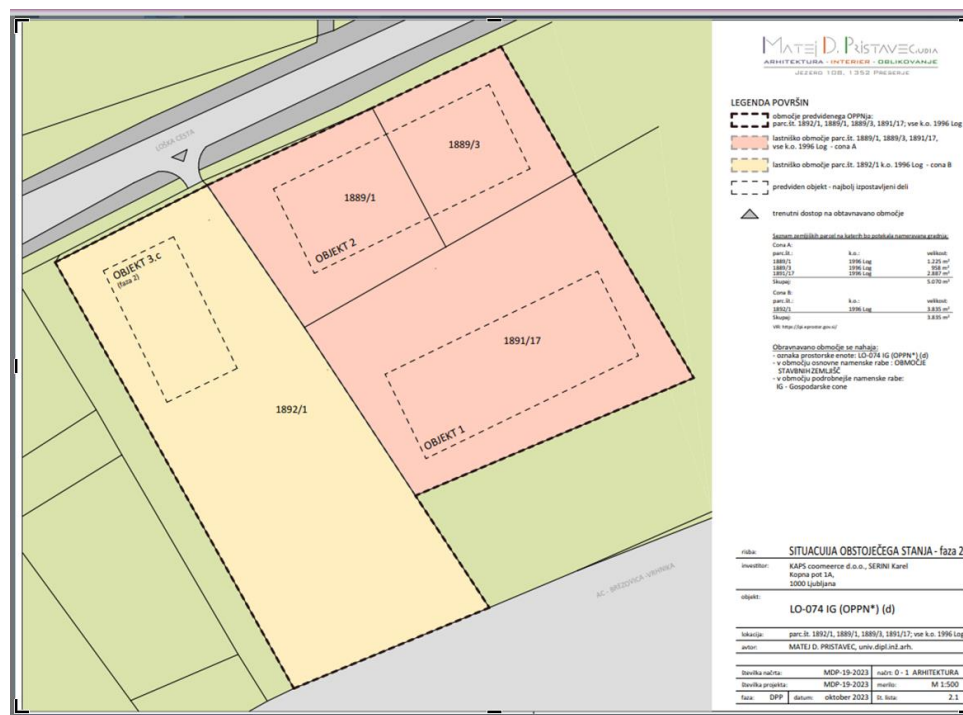 LOŠKA CESTA
1889/3
1889/1
OBJEKT 2
OBJEKT 3.c
(faza 2)
1891/17
1892/1
OBJEKT 1
AC - BREZOVICA -VRHNIKA
MATEJ D. PRISTAVEC U.D.I.A
ARHITEKTURA - INTERIER - OBLIKOVANJE
JEZERO 108, 1352 PRESERJE
LEGENDA POVRŠIN
območje predvidenega OPPNja:
parc.št. 1892/1, 1889/1, 1889/3, 1891/17; vse k.o. 1996 Log
lastniško območje parc.št. 1889/1, 1889/3, 1891/17,
vse k.o. 1996 Log - cona A
lastniško območje parc.št. 1892/1 k.o. 1996 Log - cona B
predviden objekt - najbolj izpostavljeni deli
trenutni dostop na obtavnavano območje
Seznam zemljiških parcel na katerih bo potekala nameravana gradnja:
Cona A:
parc.št.: k.o.: velikost:
1889/1 1996 Log 1.225 m²
1889/3 1996 Log 958 m²
1891/17 1996 Log 2.887 m²
Skupaj: 5.070 m²
Cona B:
parc.št.: k.o.: velikost:
1892/1 1996 Log 3.835 m²
Skupaj: 3.835 m²
Obravnavano območje se nahaja:
- oznaka prostorske enote: LO-074 IG (OPPN*) (d)
- v območju osnovne namenske rabe : OBMOČJE
STAVBNIH ZEMLJIŠČ
- v območju podrobnejše namenske rabe:
IG - Gospodarske cone
risba: SITUACIJA OBSTOJEČEGA STANJA - faza 2
investitor: KAPS coomeerce d.o.o., SERINI Karel
Kopna pot 1A,
1000 Ljubljana
objekt:
LO-074 IG (OPPN*) (d)
lokacija: parc.št. 1892/1, 1889/1, 1889/3, 1891/17; vse k.o. 1996 Log
avtor: MATEJ D. PRISTAVEC, univ.dipl.inž.arh.
številka načrta: MDP-19-2023 načrt: 0 - 1 ARHITEKTURA
številka projekta: MDP-19-2023 merilo: M 1:500
faza: DPP datum: oktober 2023 št. lista: 2.1